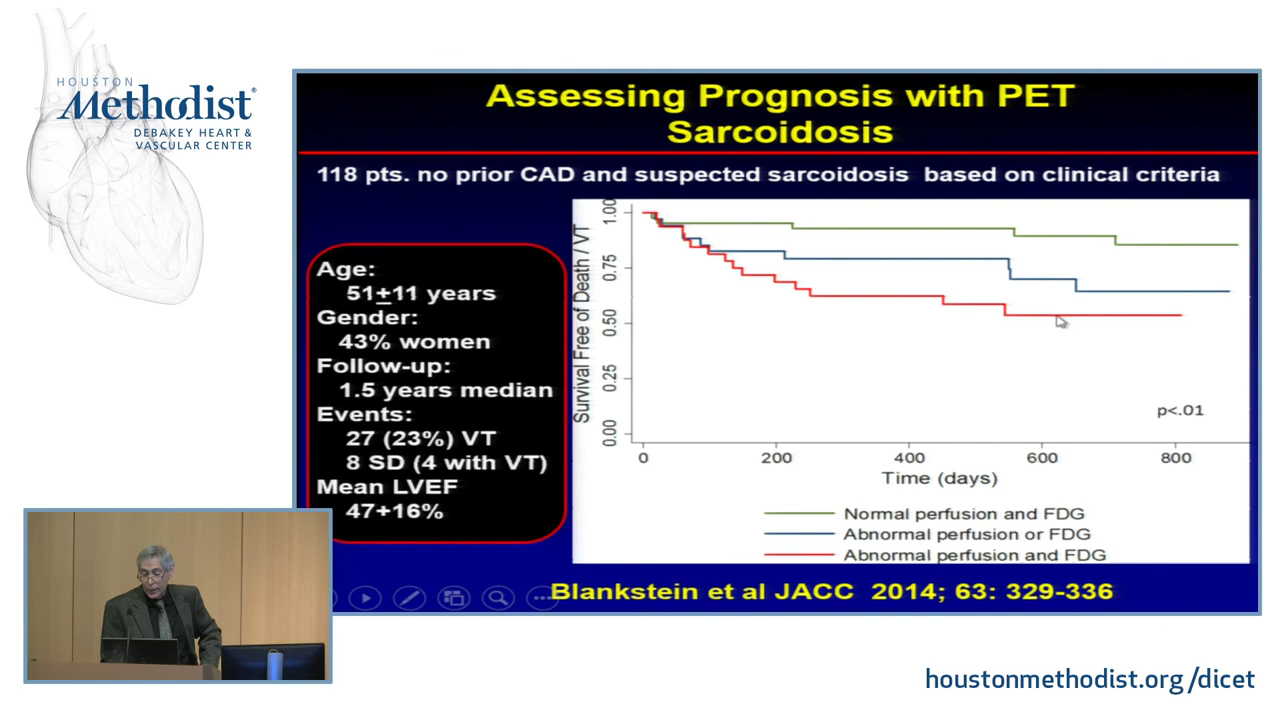 HOUSTON
Methodist®
DEBAKEY HEART &
VASCULAR CENTER
Assessing Prognosis with PET
Sarcoidosis
118 pts. no prior CAD and suspected sarcoidosis based on clinical criteria
Age:
51±11 years
Gender:
43% women
Follow-up:
1.5 years median
Events:
27 (23%) VT
8 SD (4 with VT)
Mean LVEF
47+16%
Survival Free of Death / VT
1.00
0.75
0.50
0.25
0.00
p<.01
0 200 400 600 800
Time (days)
Normal perfusion and FDG
Abnormal perfusion or FDG
Abnormal perfusion and FDG
Blankstein et al JACC 2014; 63: 329-336
houstonmethodist.org/dicet